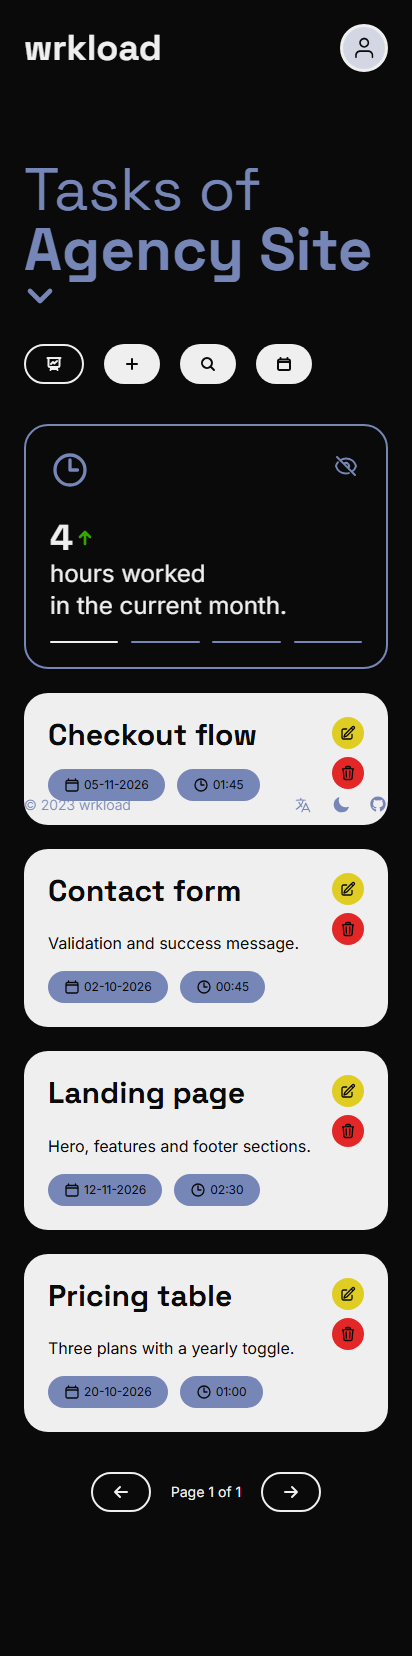 wrkload
Tasks of
Agency Site
4
hours worked
in the current month.
Checkout flow
05-11-2026 01:45
© 2023 wrkload
Contact form
Validation and success message.
02-10-2026 00:45
Landing page
Hero, features and footer sections.
12-11-2026 02:30
Pricing table
Three plans with a yearly toggle.
20-10-2026 01:00
Page 1 of 1